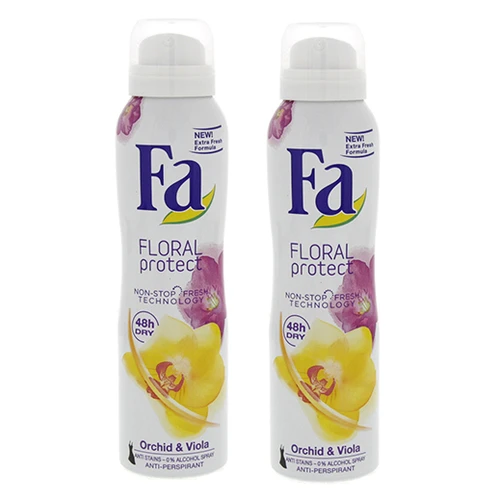 NEW!
Extra Fresh
Formula
Fa
FLORAL
protect
NON-STOP FRESH
TECHNOLOGY
48h
DRY
Orchid & Viola
ANTI STAINS - 0% ALCOHOL SPRAY
ANTI-PERSPIRANT
NEW!
Extra Fresh
Formula
Fa
FLORAL
protect
NON-STOP FRESH
TECHNOLOGY
48h
DRY
Orchid & Viola
ANTI STAINS - 0% ALCOHOL SPRAY
ANTI-PERSPIRANT